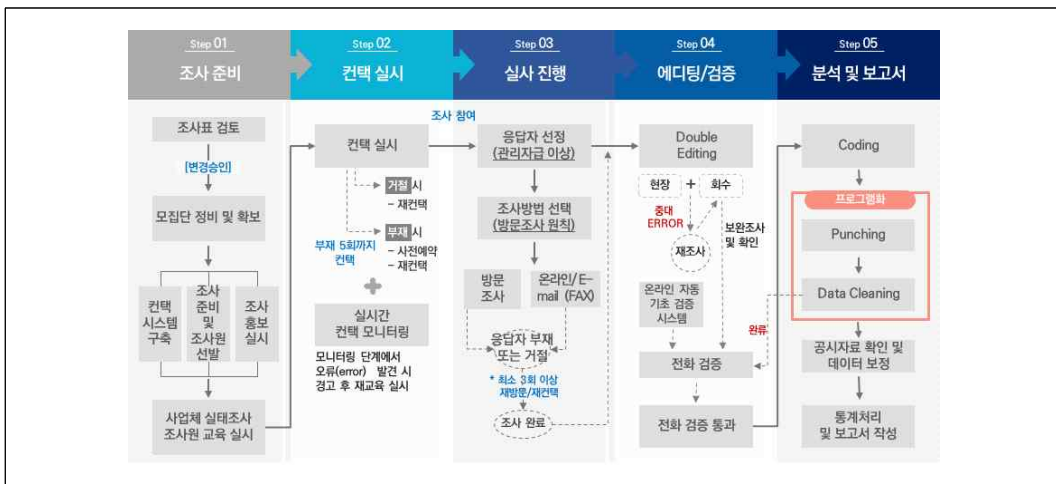 Step 01
조사 준비
조사표 검토
[변경승인]
모집단 정비 및 확보
컨택
시스템
구축
조사
준비
및
조사원
선발
조사
홍보
실시
사업체 실태조사
조사원 교육 실시
Step 02
컨택 실시
컨택 실시
거절 시
- 재컨택
부재 시
- 사전예약
- 재컨택
부재 5회까지
컨택
실시간
컨택 모니터링
모니터링 단계에서
오류(error) 발견 시
경고 후 재교육 실시
조사 참여
Step 03
실사 진행
응답자 선정
(관리자급 이상)
조사방법 선택
(방문조사 원칙)
방문
조사
온라인/E-
mail (FAX)
응답자 부재
또는 거절
* 최소 3회 이상
재방문/재컨택
조사 완료
Step 04
에디팅/검증
Double
Editing
현장 + 회수
중대
ERROR
재조사
보완조사
및 확인
온라인 자동
기초 검증
시스템
완료
전화 검증
전화 검증 통과
Step 05
분석 및 보고서
Coding
프로그램화
Punching
Data Cleaning
공시자료 확인 및
데이터 보정
통계처리
및 보고서 작성